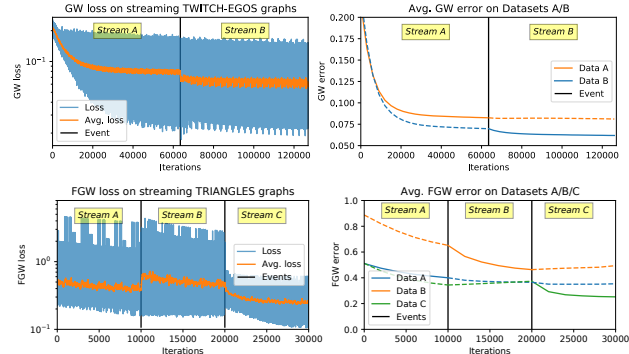 GW loss on streaming TWITCH-EGOS graphs
Stream A
Stream B
GW loss
10⁻¹
Loss
Avg. loss
Event
0 20000 40000 60000 80000 100000 120000
Iterations
Avg. GW error on Datasets A/B
Stream A
Stream B
GW error
0.200
0.175
0.150
0.125
0.100
0.075
0.050
Data A
Data B
Event
0 20000 40000 60000 80000 100000 120000
Iterations
FGW loss on streaming TRIANGLES graphs
Stream A
Stream B
Stream C
FGW loss
10⁰
10⁻¹
Loss
Avg. loss
Events
0 5000 10000 15000 20000 25000 30000
Iterations
Avg. FGW error on Datasets A/B/C
Stream A
Stream B
Stream C
FGW error
1.0
0.8
0.6
0.4
0.2
0.0
Data A
Data B
Data C
Events
0 5000 10000 15000 20000 25000 30000
Iterations